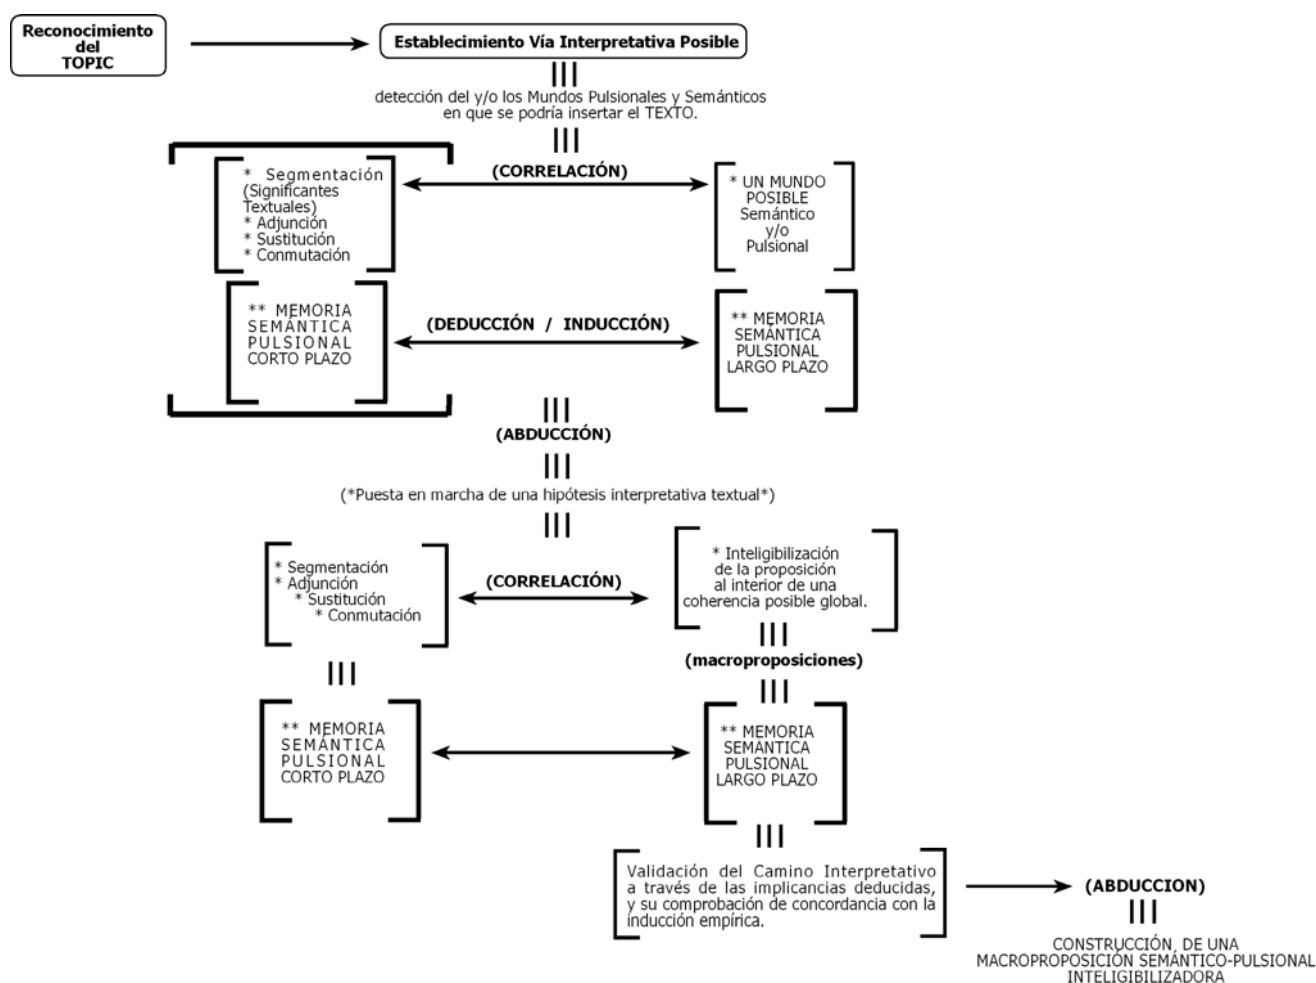 Reconocimiento
del
TOPIC
Establecimiento Vía Interpretativa Posible
detección del y/o los Mundos Pulsionales y Semánticos
en que se podría insertar el TEXTO.
(CORRELACIÓN)
* Segmentación
(Significantes
Textuales)
* Adjunción
* Sustitución
* Conmutación
* UN MUNDO
POSIBLE
Semántico
y/o
Pulsional
** MEMORIA
SEMÁNTICA
PULSIONAL
CORTO PLAZO
(DEDUCCIÓN / INDUCCIÓN)
** MEMORIA
SEMÁNTICA
PULSIONAL
LARGO PLAZO
(ABDUCCIÓN)
(*Puesta en marcha de una hipótesis interpretativa textual*)
* Segmentación
* Adjunción
* Sustitución
* Conmutación
(CORRELACIÓN)
* Inteligibilización
de la proposición
al interior de una
coherencia posible global.
(macroproposiciones)
** MEMORIA
SEMÁNTICA
PULSIONAL
CORTO PLAZO
** MEMORIA
SEMÁNTICA
PULSIONAL
LARGO PLAZO
Validación del Camino Interpretativo
a través de las implicancias deducidas,
y su comprobación de concordancia con la
inducción empírica.
(ABDUCCION)
CONSTRUCCIÓN DE UNA
MACROPROPOSICIÓN SEMÁNTICO-PULSIONAL
INTELIGIBILIZADORA